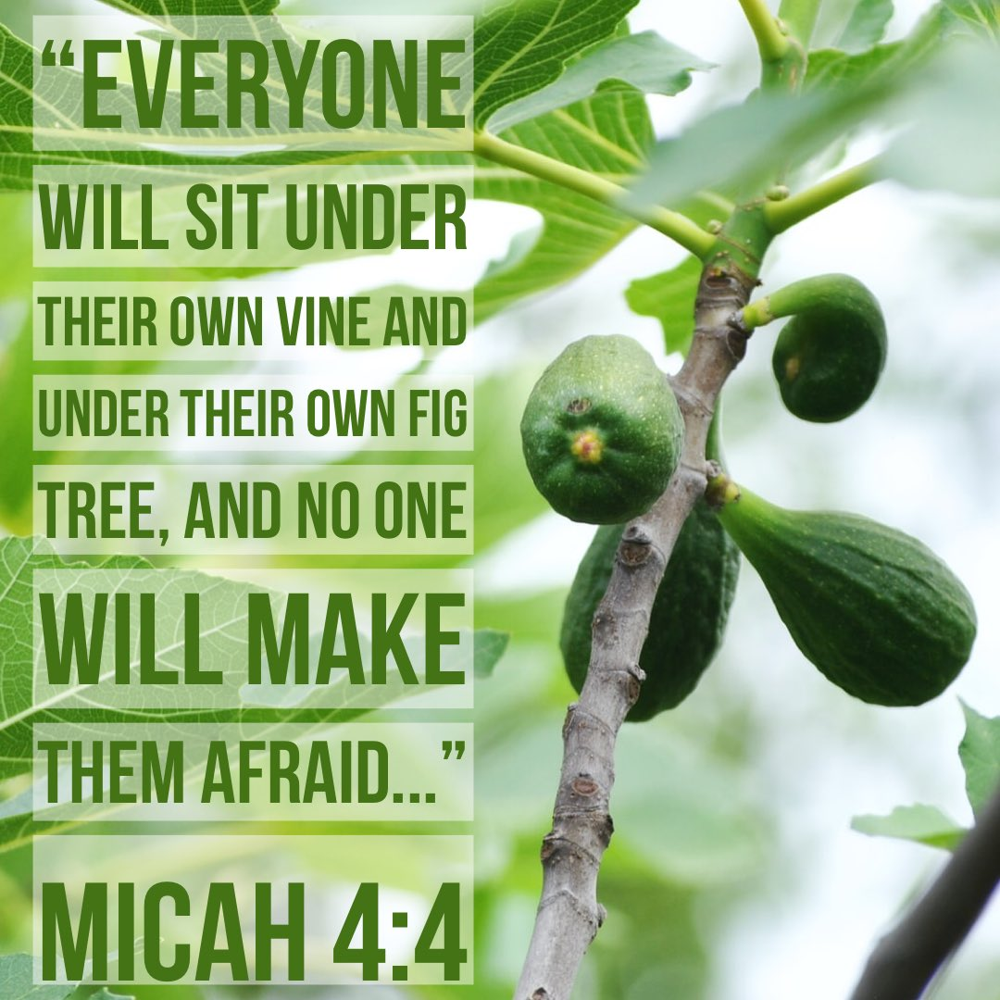 “EVERYONE
WILL SIT UNDER
THEIR OWN VINE AND
UNDER THEIR OWN FIG
TREE, AND NO ONE
WILL MAKE
THEM AFRAID...”
MICAH 4:4